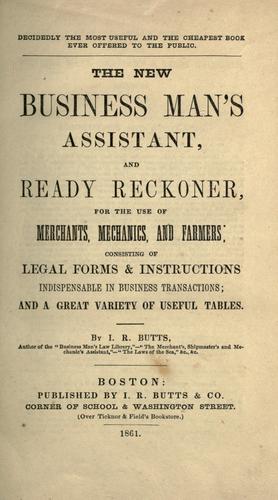 DECIDEDLY THE MOST USEFUL AND THE CHEAPEST BOOK
EVER OFFERED TO THE PUBLIC.
THE NEW
BUSINESS MAN'S
ASSISTANT,
AND
READY RECKONER,
FOR THE USE OF
MERCHANTS, MECHANICS, AND FARMERS;
CONSISTING OF
LEGAL FORMS & INSTRUCTIONS
INDISPENSABLE IN BUSINESS TRANSACTIONS;
AND A GREAT VARIETY OF USEFUL TABLES.
BY I. R. BUTTS,
Author of the "Business Man's Law Library,"—"The Merchant's, Shipmaster's and Me-
chanic's Assistant,"—"The Laws of the Sea," &c., &c.
BOSTON:
PUBLISHED BY I. R. BUTTS & CO.
CORNER OF SCHOOL & WASHINGTON STREET.
(Over Ticknor & Field's Bookstore.)
1861.